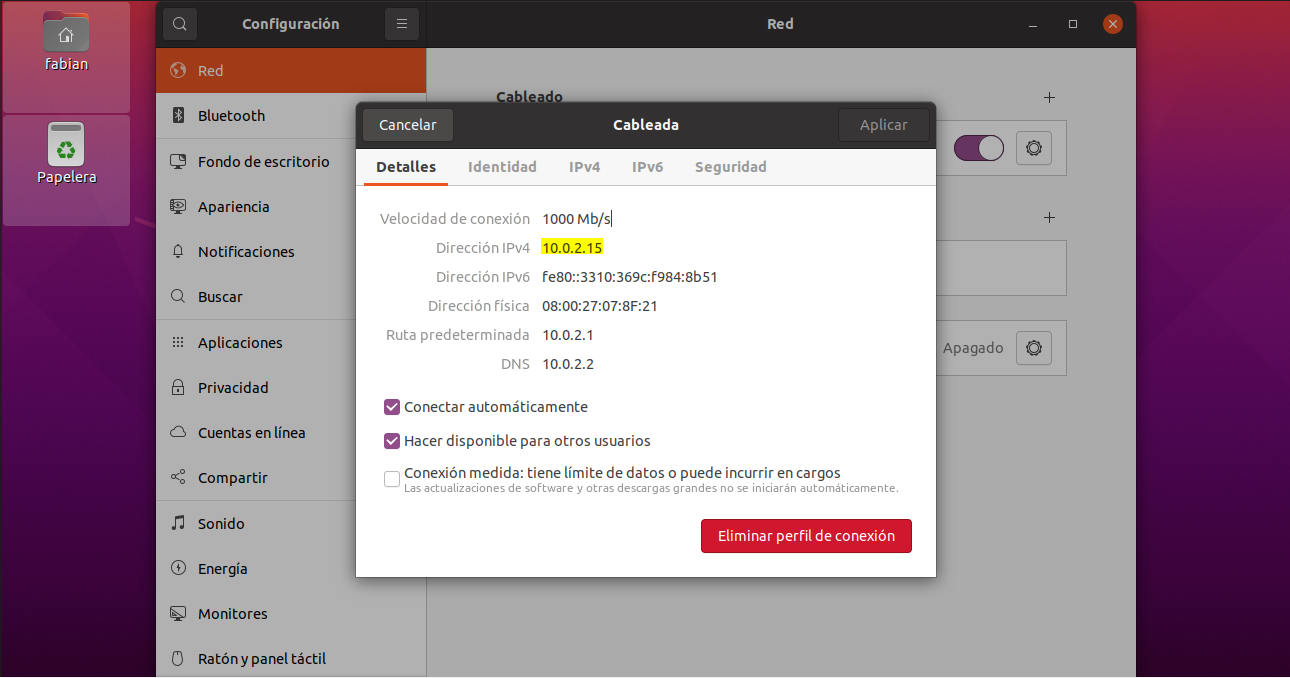 fabian
Papelera
Configuración
Red
Red
Bluetooth
Fondo de escritorio
Apariencia
Notificaciones
Buscar
Aplicaciones
Privacidad
Cuentas en línea
Compartir
Sonido
Energía
Monitores
Ratón y panel táctil
Cableado
Apagado
Cancelar
Cableada
Aplicar
Detalles Identidad IPv4 IPv6 Seguridad
Velocidad de conexión 1000 Mb/s
Dirección IPv4 10.0.2.15
Dirección IPv6 fe80::3310:369c:f984:8b51
Dirección física 08:00:27:07:8F:21
Ruta predeterminada 10.0.2.1
DNS 10.0.2.2
Conectar automáticamente
Hacer disponible para otros usuarios
Conexión medida: tiene límite de datos o puede incurrir en cargos
Las actualizaciones de software y otras descargas grandes no se iniciarán automáticamente.
Eliminar perfil de conexión